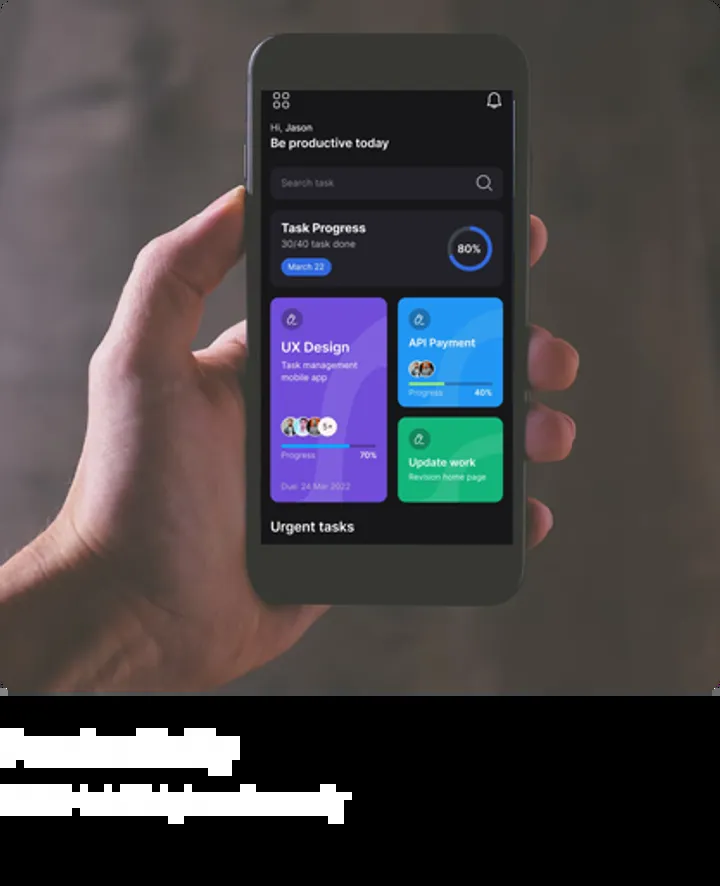 Hi, Jason
Be productive today
Search task
Task Progress
30/40 task done
March 22
80%
UX Design
Task management
mobile app
5+
Progress 70%
Due: 24 Mar 2022
API Payment
Progress 40%
Update work
Revision home page
Urgent tasks